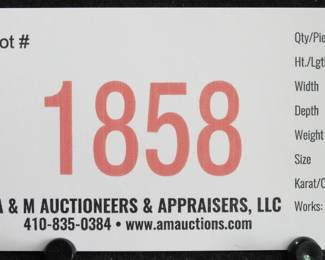 ot #
1858
A & M AUCTIONEERS & APPRAISERS, LLC
410-835-0384 • www.amauctions.com
Qty/Pie
Ht./Lgt
Width
Depth
Weight
Size
Karat/C
Works: